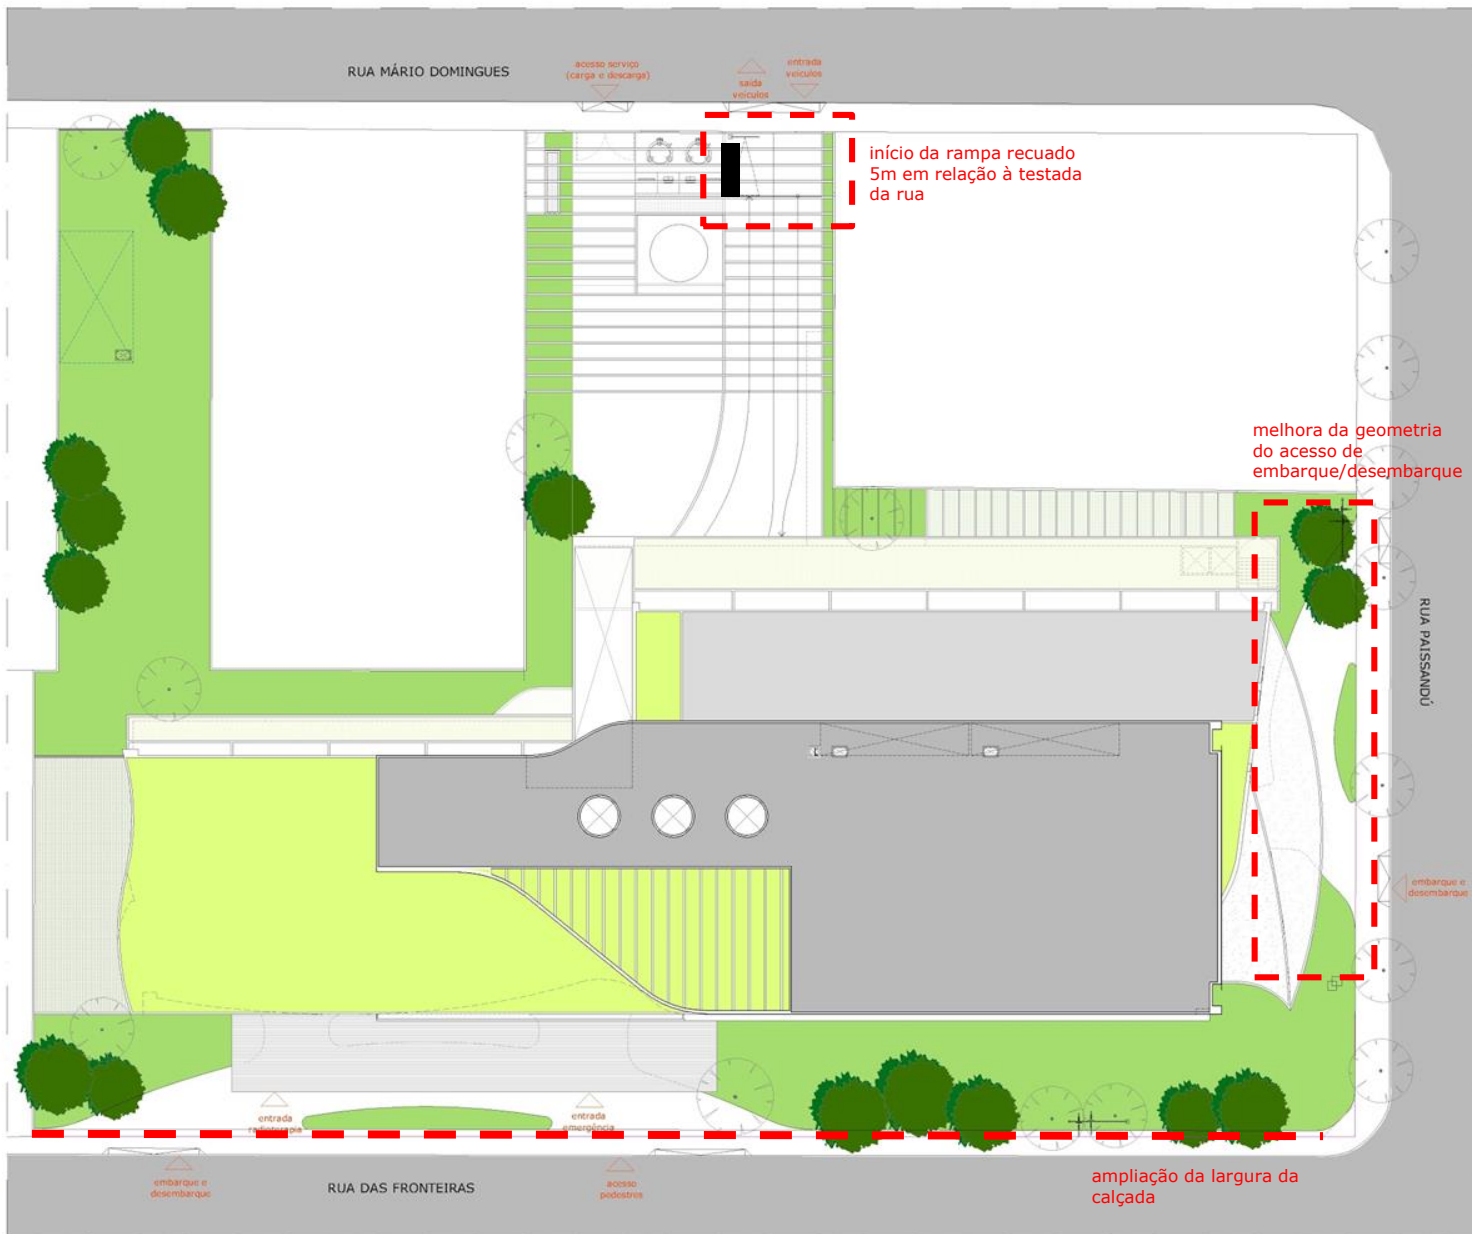 RUA MÁRIO DOMINGUES
acesso serviço
(carga e descarga)
saída
veículos
entrada
veículos
início da rampa recuado
5m em relação à testada
da rua
melhora da geometria
do acesso de
embarque/desembarque
RUA PAISSANDÚ
embarque e
desembarque
entrada
radioterapia
entrada
emergência
embarque e
desembarque
RUA DAS FRONTEIRAS
acesso
pedestres
ampliação da largura da
calçada